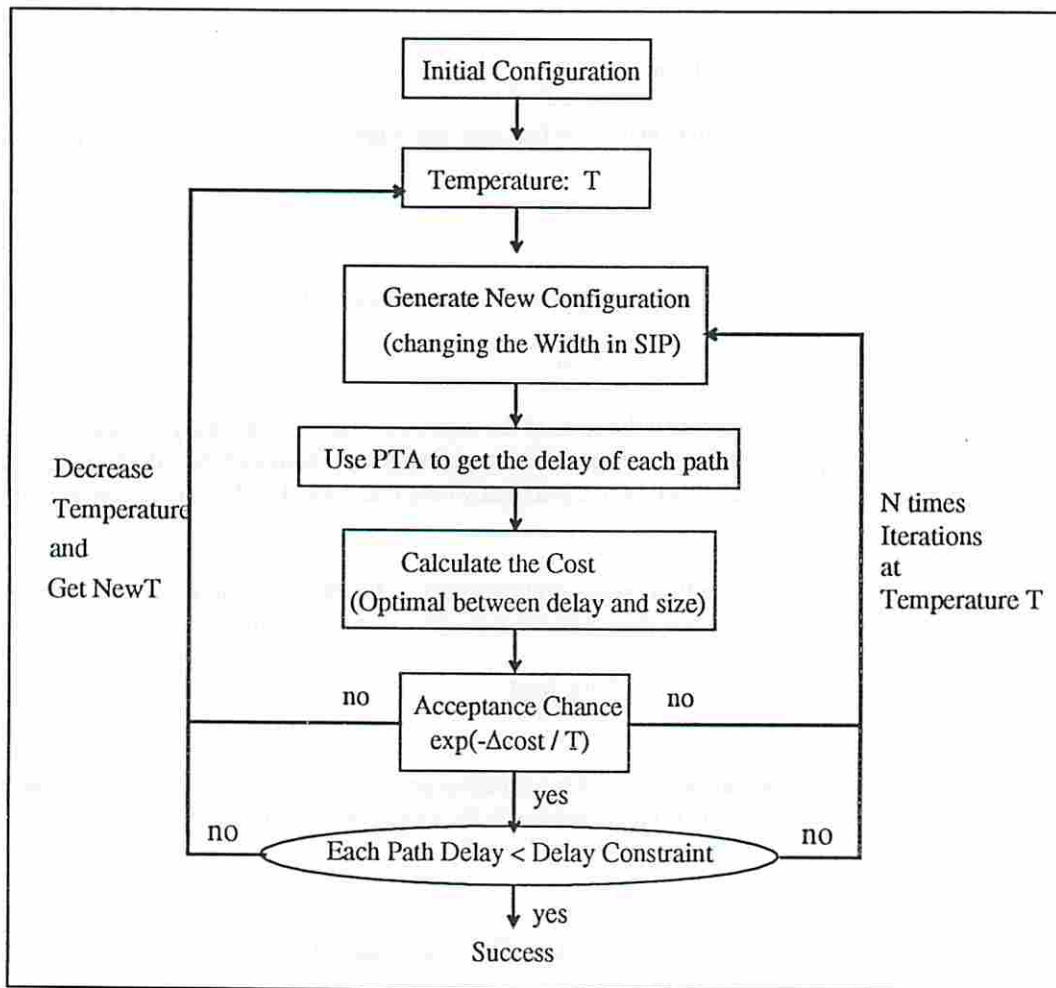 Initial Configuration
Temperature: T
Generate New Configuration
(changing the Width in SIP)
Use PTA to get the delay of each path
Decrease
Temperature
and
Get NewT
N times
Iterations
at
Temperature T
Calculate the Cost
(Optimal between delay and size)
no
Acceptance Chance
exp(-Δcost / T)
no
yes
no
Each Path Delay < Delay Constraint
no
yes
Success